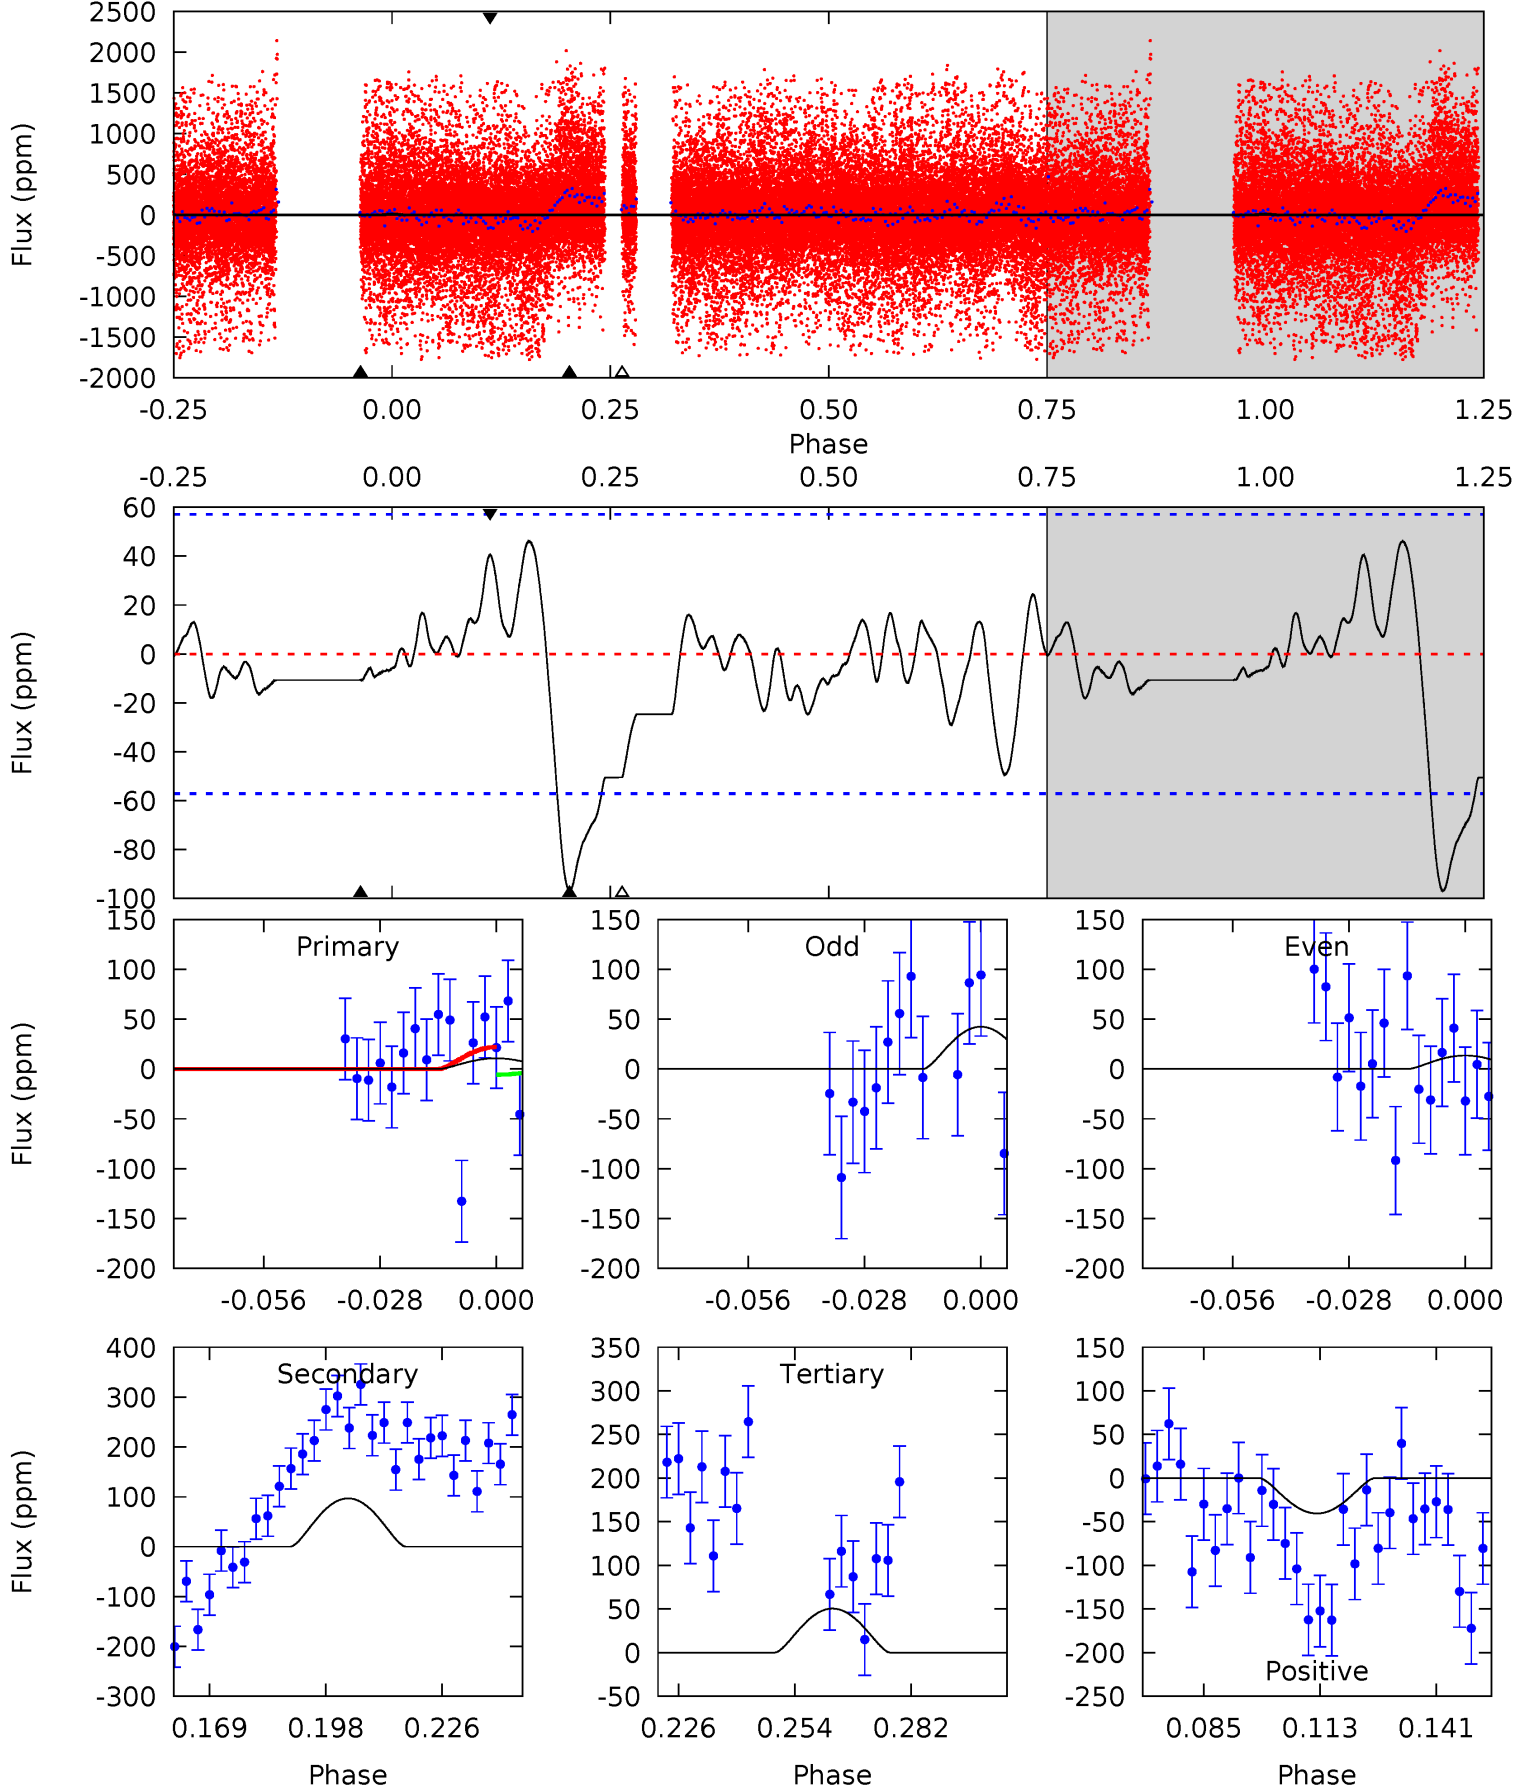 2500
2000
1500
1000
500
0
-500
-1000
-1500
-2000
Flux (ppm)
-0.25 0.00 0.25 0.50 0.75 1.00 1.25
Phase
-0.25 0.00 0.25 0.50 0.75 1.00 1.25
60
40
20
0
-20
-40
-60
-80
-100
Flux (ppm)
Primary Odd Even
150 150 150
100 100 100
50 50 50
0 0 0
-50 -50 -50
-100 -100 -100
-150 -150 -150
-200 -200 -200
Flux (ppm)
-0.056 -0.028 0.000 -0.056 -0.028 0.000 -0.056 -0.028 0.000
Secondary Tertiary
400
300
200
100
0
-100
-200
-300
350
300
250
200
150
100
50
0
-50
150
100
50
0
-50
-100
-150
-200
-250
Positive
Flux (ppm)
0.169 0.198 0.226 0.226 0.254 0.282 0.085 0.113 0.141
Phase Phase Phase